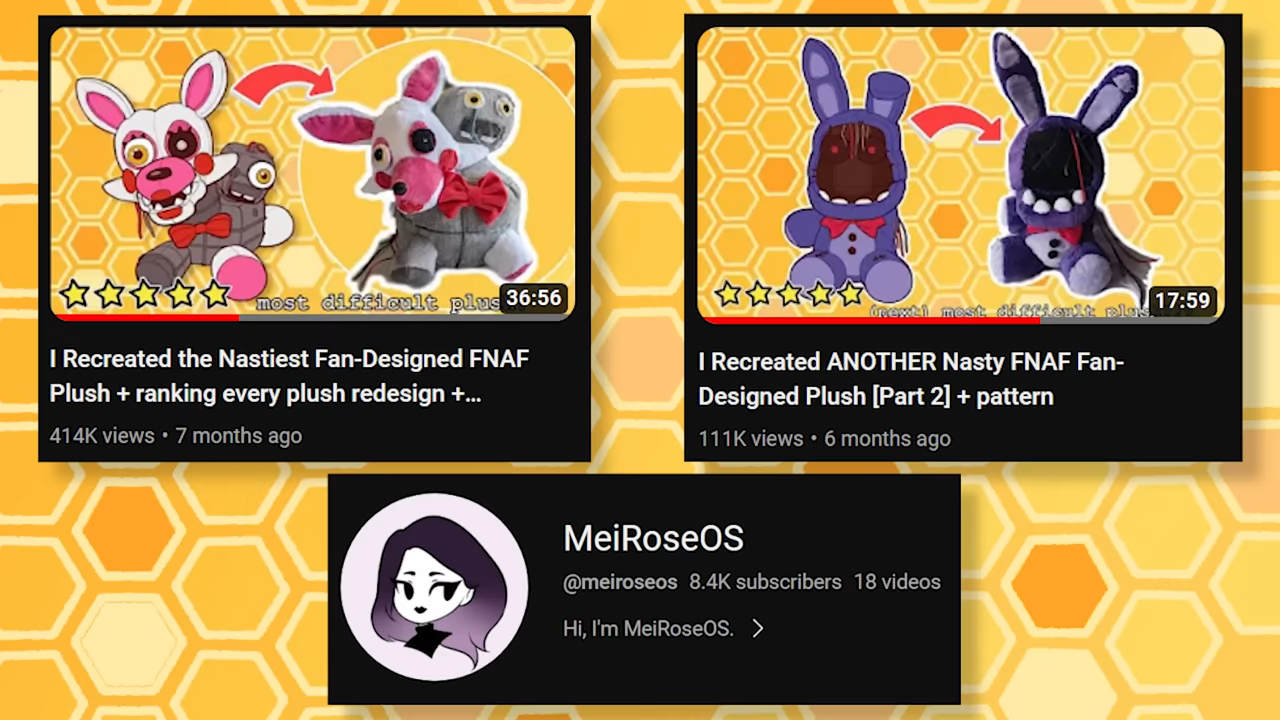 most difficult plus
36:56
I Recreated the Nastiest Fan-Designed FNAF
Plush + ranking every plush redesign +...
414K views • 7 months ago
(next) most difficult plus
17:59
I Recreated ANOTHER Nasty FNAF Fan-
Designed Plush [Part 2] + pattern
111K views • 6 months ago
MeiRoseOS
@meiroseos 8.4K subscribers 18 videos
Hi, I'm MeiRoseOS.